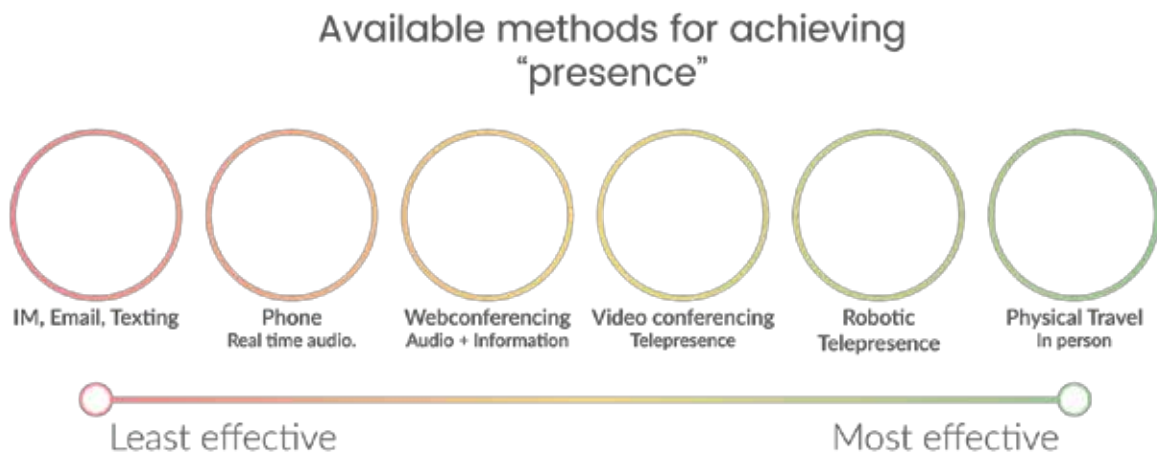 Available methods for achieving
“presence”
IM, Email, Texting
Phone
Real time audio.
Webconferencing
Audio + Information
Video conferencing
Telepresence
Robotic
Telepresence
Physical Travel
In person
Least effective
Most effective